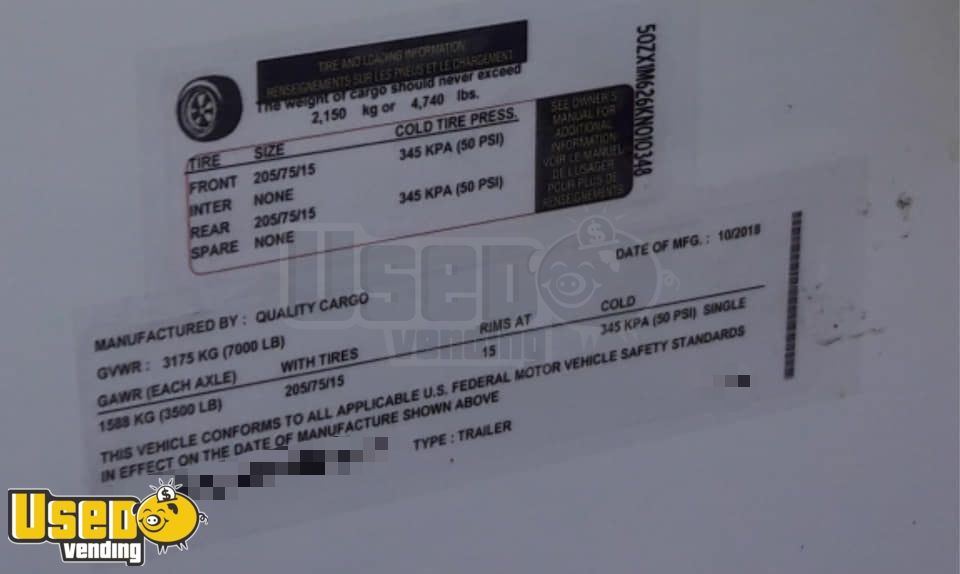 TIRE AND LOADING INFORMATION
RENSEIGNEMENTS SUR LES PNEUS ET LE CHARGEMENT
The weight of cargo should never exceed
2,150 kg or 4,740 lbs.
TIRE SIZE COLD TIRE PRESS.
FRONT 205/75/15 345 KPA (50 PSI)
INTER NONE
REAR 205/75/15 345 KPA (50 PSI)
SPARE NONE
SEE OWNER'S
MANUAL FOR
ADDITIONAL
INFORMATION
VOIR LE MANUEL
DE L'USAGER
POUR PLUS DE
RENSEIGNEMENTS
50ZX1M626KN010348
MANUFACTURED BY : QUALITY CARGO DATE OF MFG. : 10/2018
GVWR : 3175 KG (7000 LB)
GAWR (EACH AXLE) WITH TIRES RIMS AT COLD
1588 KG (3500 LB) 205/75/15 15 345 KPA (50 PSI) SINGLE
THIS VEHICLE CONFORMS TO ALL APPLICABLE U.S. FEDERAL MOTOR VEHICLE SAFETY STANDARDS
IN EFFECT ON THE DATE OF MANUFACTURE SHOWN ABOVE
TYPE : TRAILER
USED
vending
USED
vending